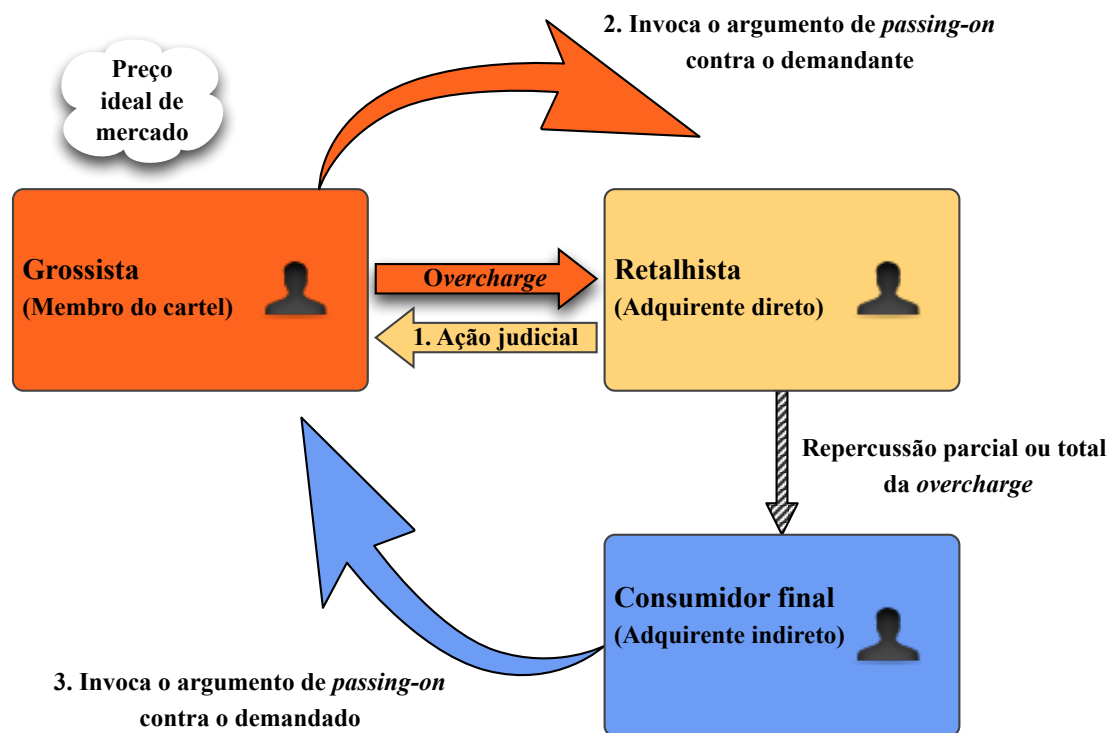 2. Invoca o argumento de passing-on
contra o demandante
Preço
ideal de
mercado
Grossista
(Membro do cartel)
Overcharge
1. Ação judicial
Retalhista
(Adquirente direto)
Repercussão parcial ou total
da overcharge
Consumidor final
(Adquirente indireto)
3. Invoca o argumento de passing-on
contra o demandado